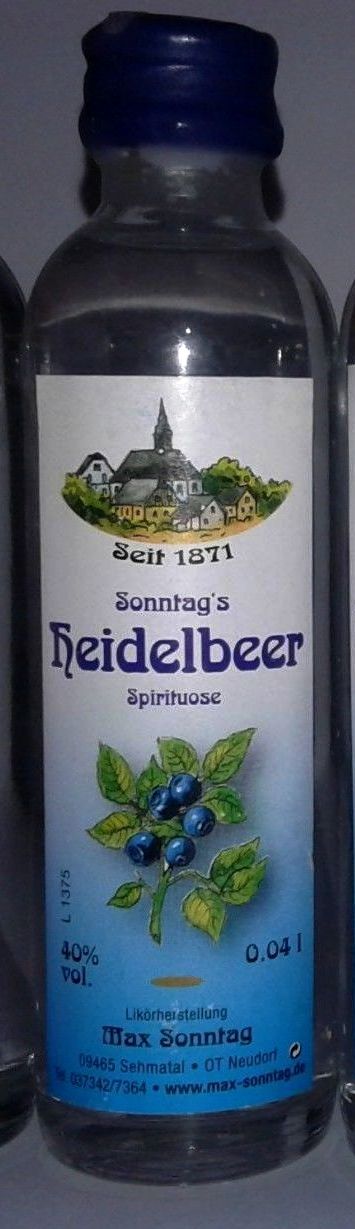 Seit 1871
Sonntag's
Heidelbeer
Spirituose
L 1375
40% vol.
0.04 l
Likörherstellung
Max Sonntag
09465 Sehmatal • OT Neudorf
Tel. 037342/7364 • www.max-sonntag.de